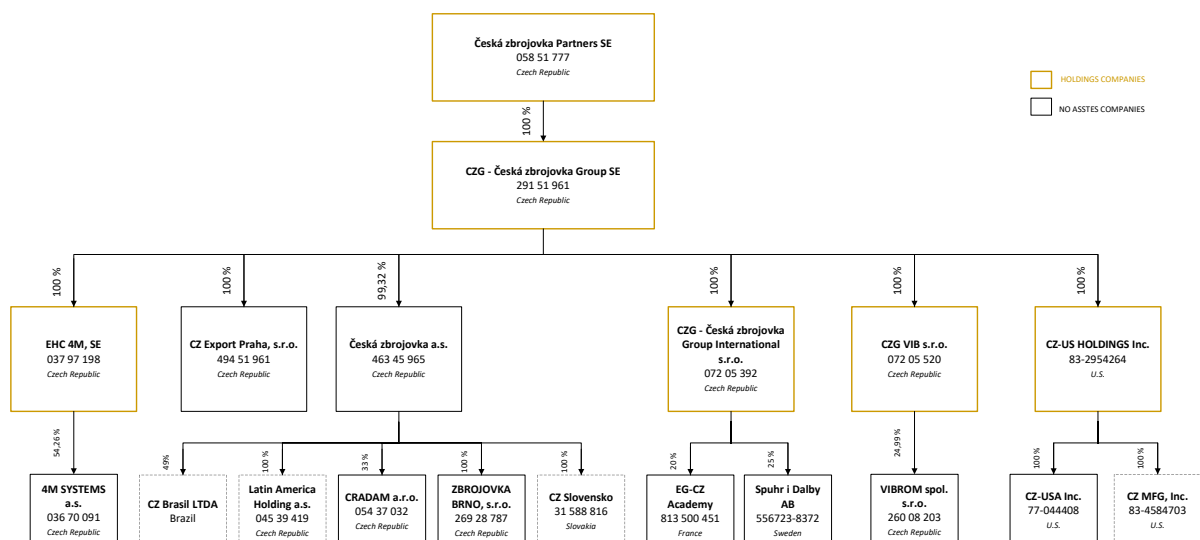 Česká zbrojovka Partners SE
058 51 777
Czech Republic
HOLDINGS COMPANIES
NO ASSTES COMPANIES
100 %
CZG - Česká zbrojovka Group SE
291 51 961
Czech Republic
100 %
100 %
99,32 %
100 %
100 %
100 %
EHC 4M, SE
037 97 198
Czech Republic
CZ Export Praha, s.r.o.
494 51 961
Czech Republic
Česká zbrojovka a.s.
463 45 965
Czech Republic
CZG - Česká zbrojovka
Group International
s.r.o.
072 05 392
Czech Republic
CZG VIB s.r.o.
072 05 520
Czech Republic
CZ-US HOLDINGS Inc.
83-2954264
U.S.
54,26 %
49%
100 %
33 %
100 %
100 %
20 %
25 %
24,99 %
100 %
100 %
4M SYSTEMS
a.s.
036 70 091
Czech Republic
CZ Brasil LTDA
Brazil
Latin America
Holding a.s.
045 39 419
Czech Republic
CRADAM a.r.o.
054 37 032
Czech Republic
ZBROJOVKA
BRNO, s.r.o.
269 28 787
Czech Republic
CZ Slovensko
31 588 816
Slovakia
EG-CZ
Academy
813 500 451
France
Spuhr i Dalby
AB
556723-8372
Sweden
VIBROM spol.
s.r.o.
260 08 203
Czech Republic
CZ-USA Inc.
77-044408
U.S.
CZ MFG, Inc.
83-4584703
U.S.